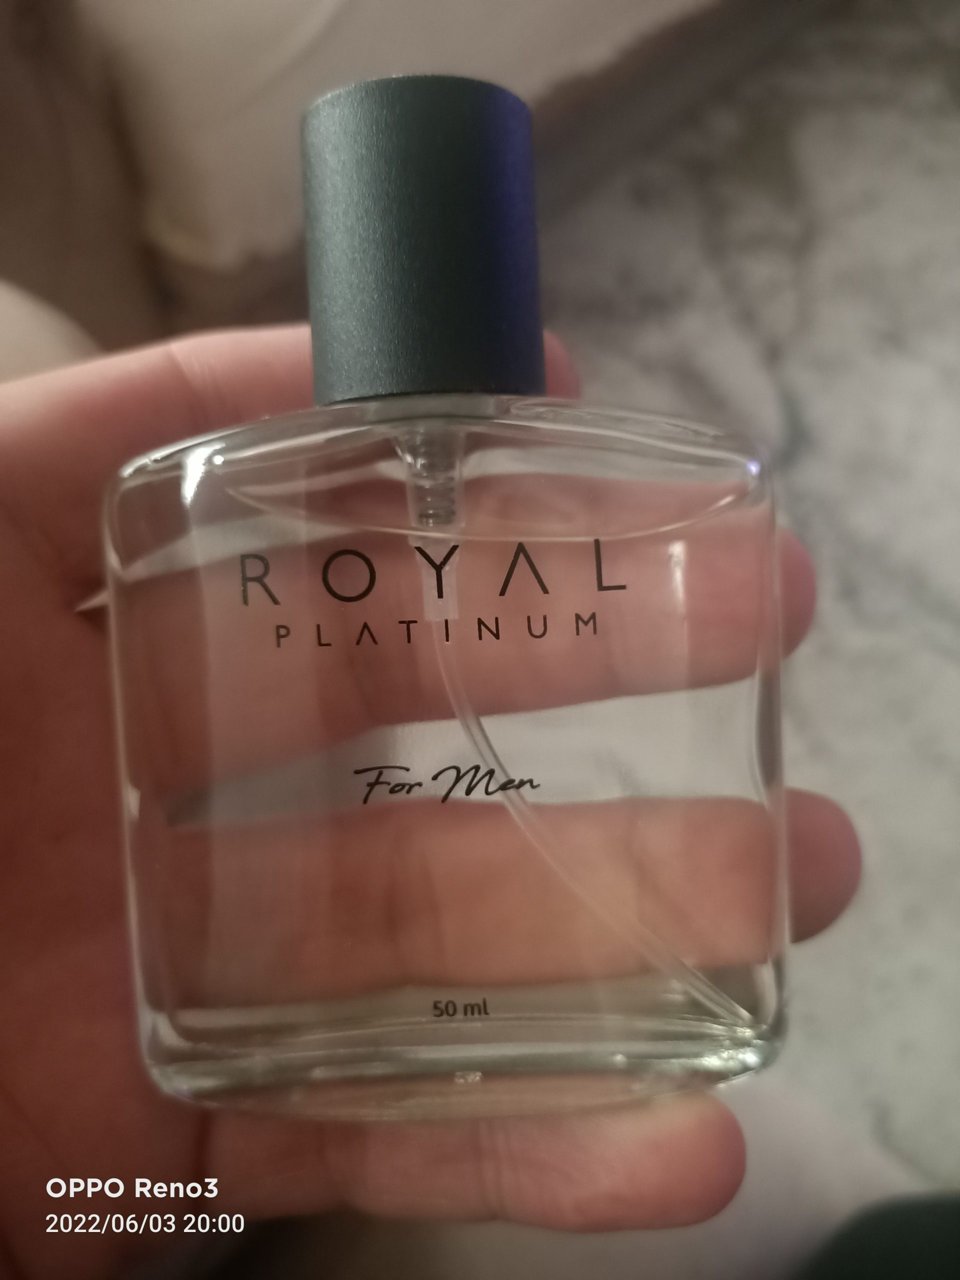 ROYAL
PLATINUM
For Men
50 ml
OPPO Reno3
2022/06/03 20:00